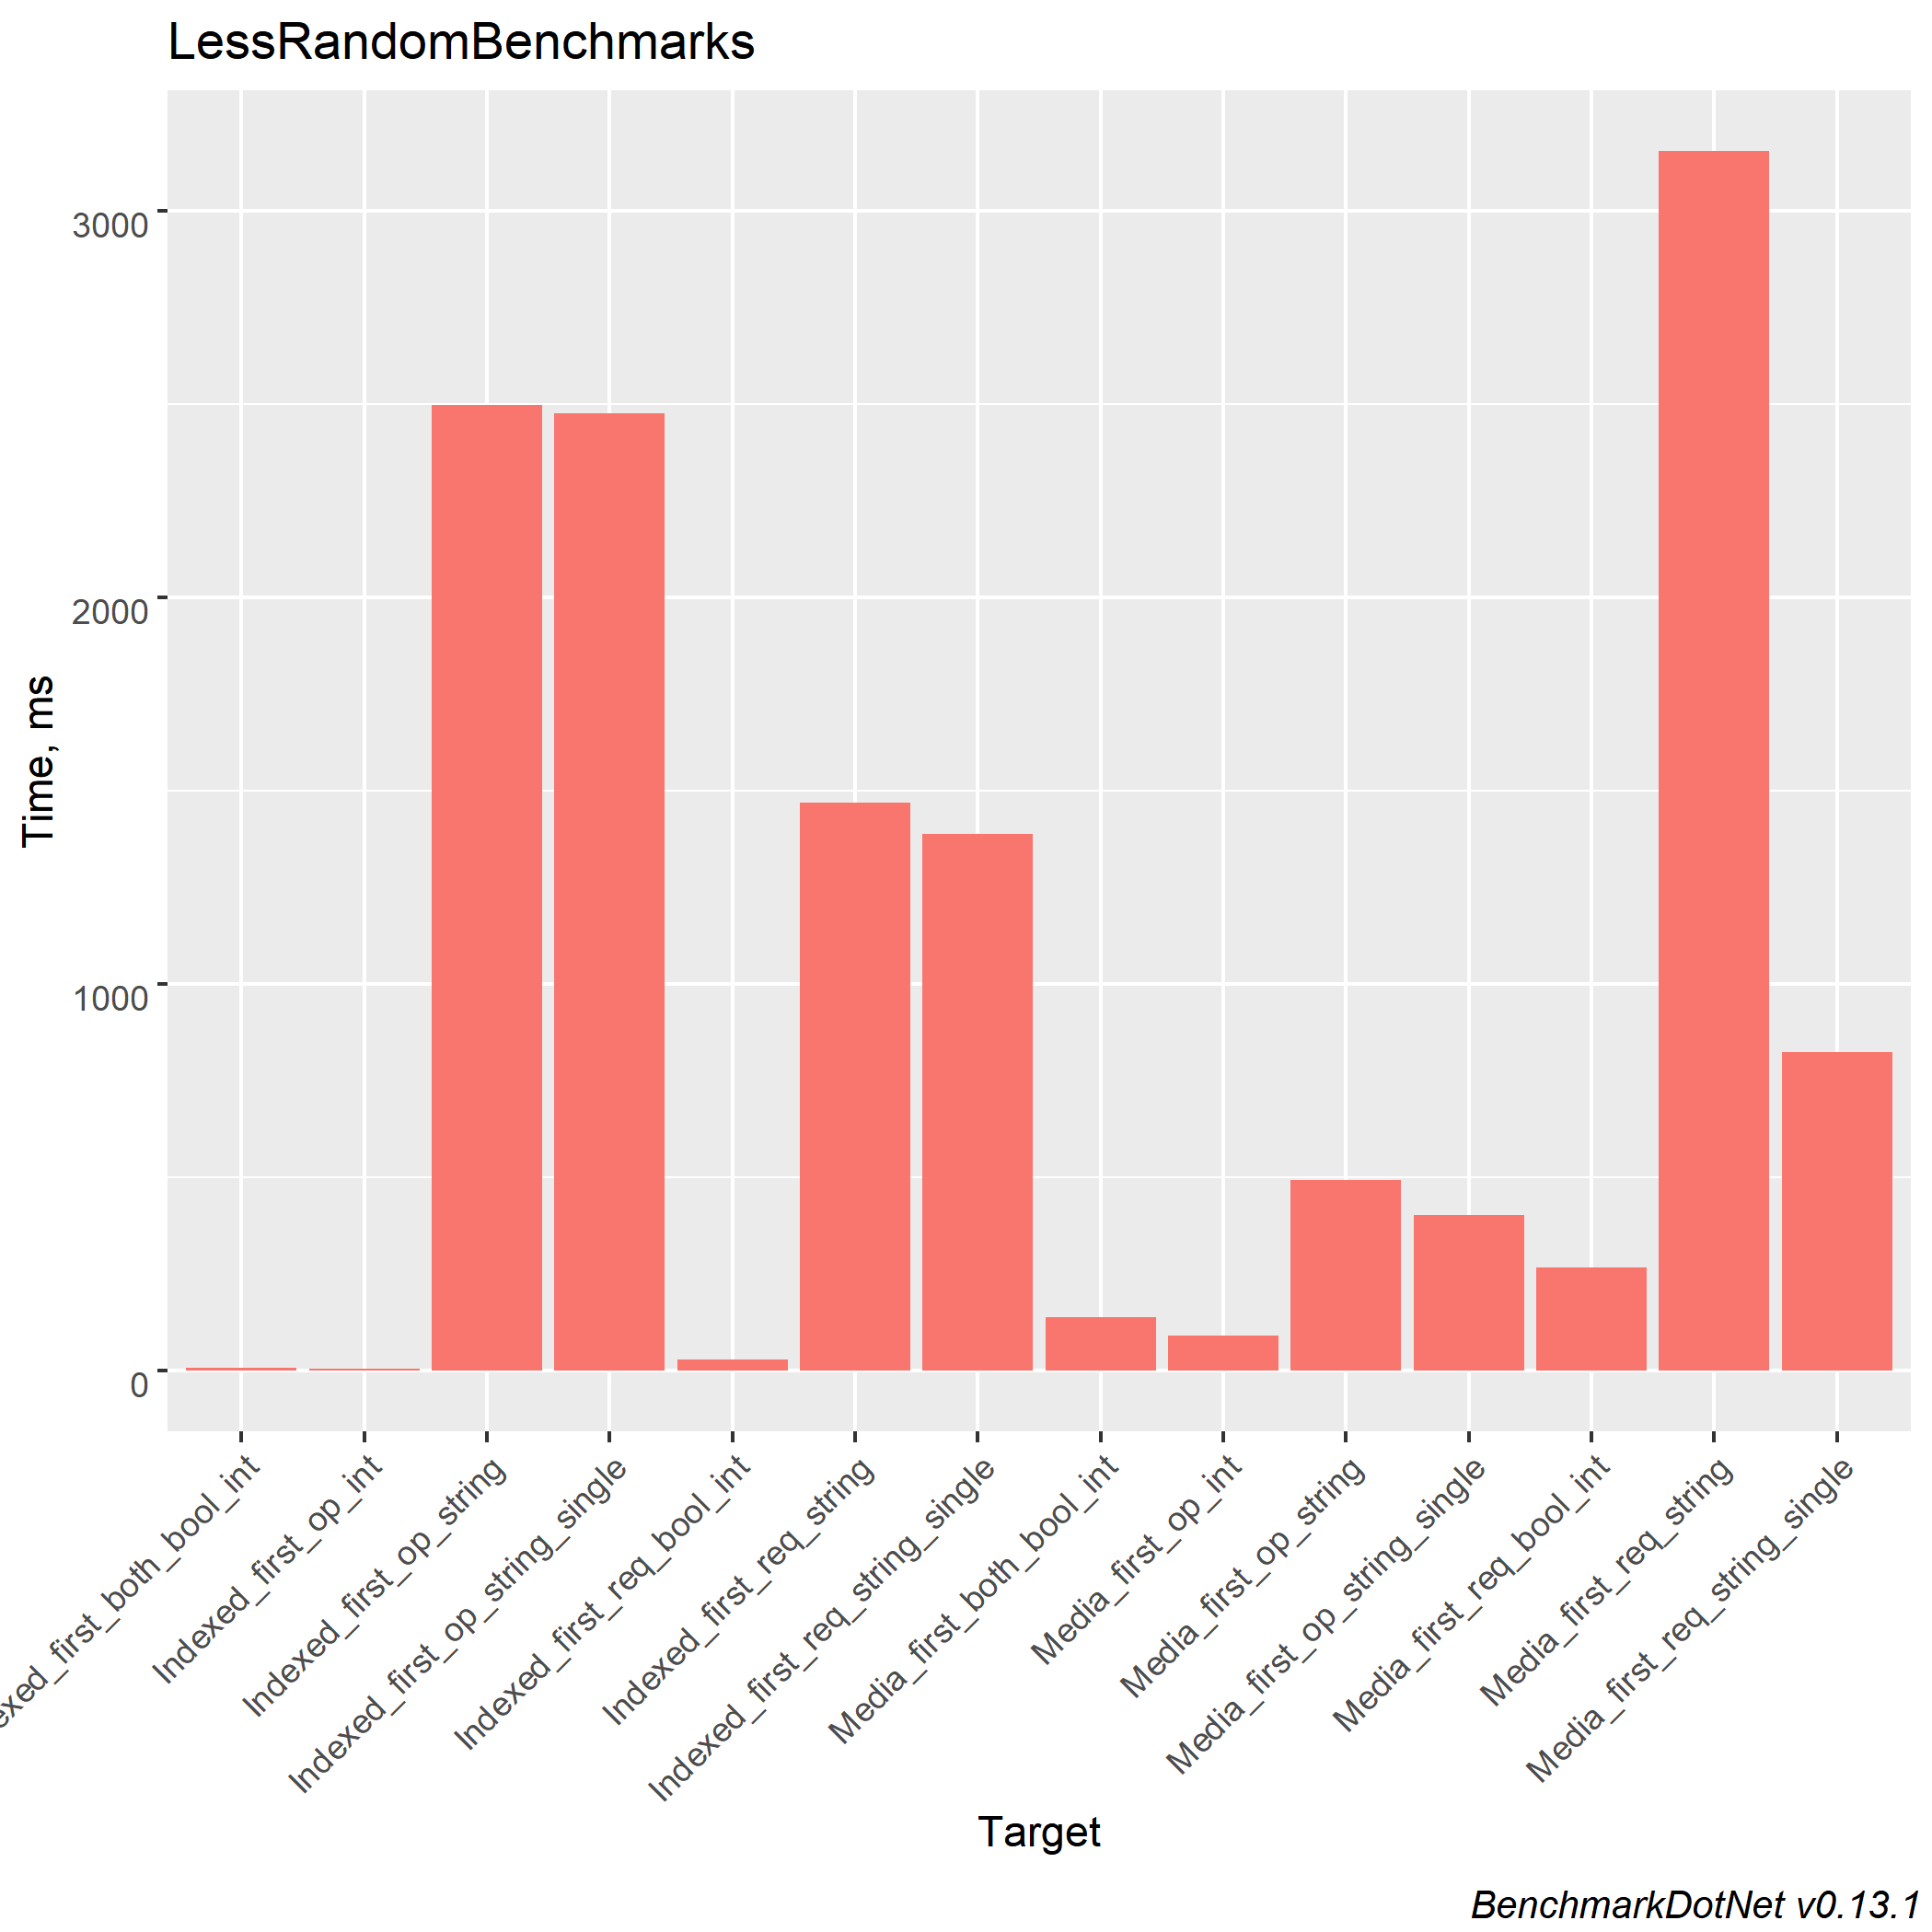 LessRandomBenchmarks
Time, ms
3000
2000
1000
0
exed_first_both_bool_int
Indexed_first_op_int
Indexed_first_op_string
Indexed_first_op_string_single
Indexed_first_req_bool_int
Indexed_first_req_string
Indexed_first_req_string_single
Media_first_both_bool_int
Media_first_op_int
Media_first_op_string
Media_first_op_string_single
Media_first_req_bool_int
Media_first_req_string
Media_first_req_string_single
Target
BenchmarkDotNet v0.13.1